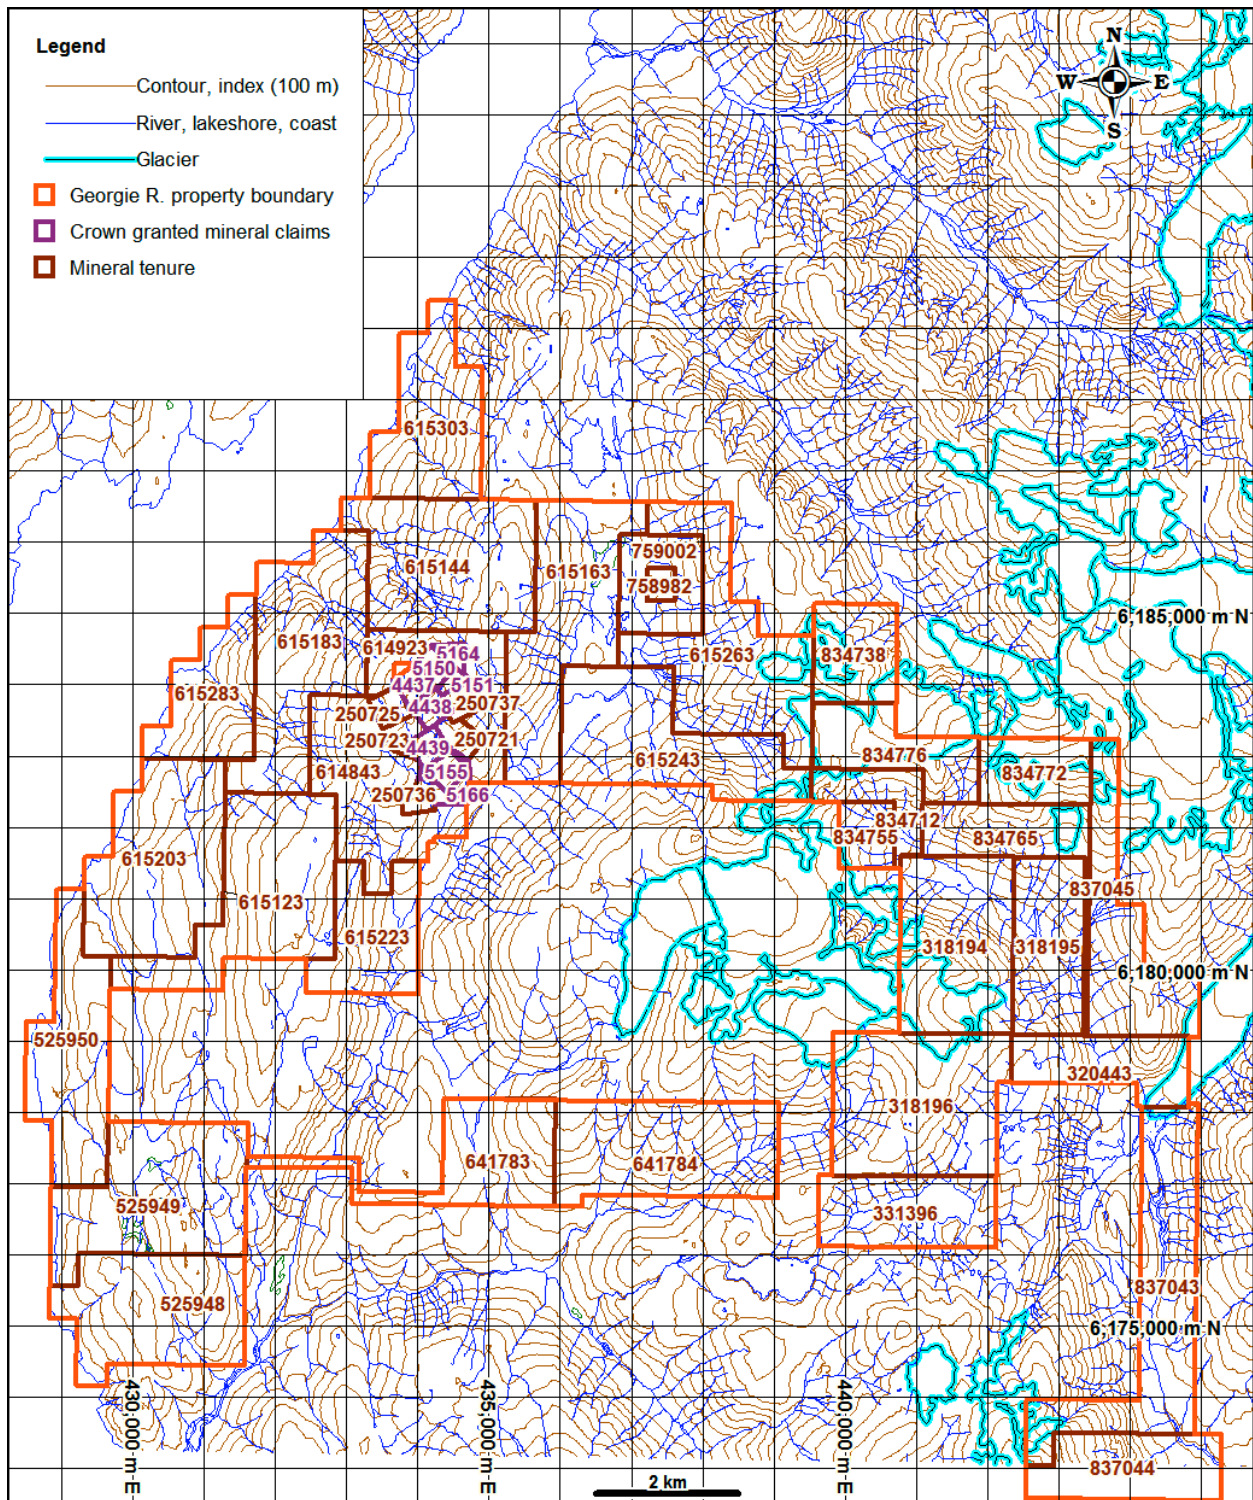 Legend
N
Contour, index (100 m)
W
E
River, lakeshore, coast
S
Glacier
Georgie R. property boundary
Crown granted mineral claims
Mineral tenure
615303
759002
615144
615163
758982
6,185,000 m N
615183
614923
5164
615263
834738
5150
4437
5151
615283
250737
4438
250725
250723
250721
4439
834776
615243
614843
5155
834772
250736
5166
834712
834755
834765
615203
837045
615123
615223
318194
318195
6,180,000 m N
525950
320443
318196
641783
641784
525949
331396
837043
525948
6,175,000 m N
430,000 m E
435,000 m E
440,000 m E
837044
2 km